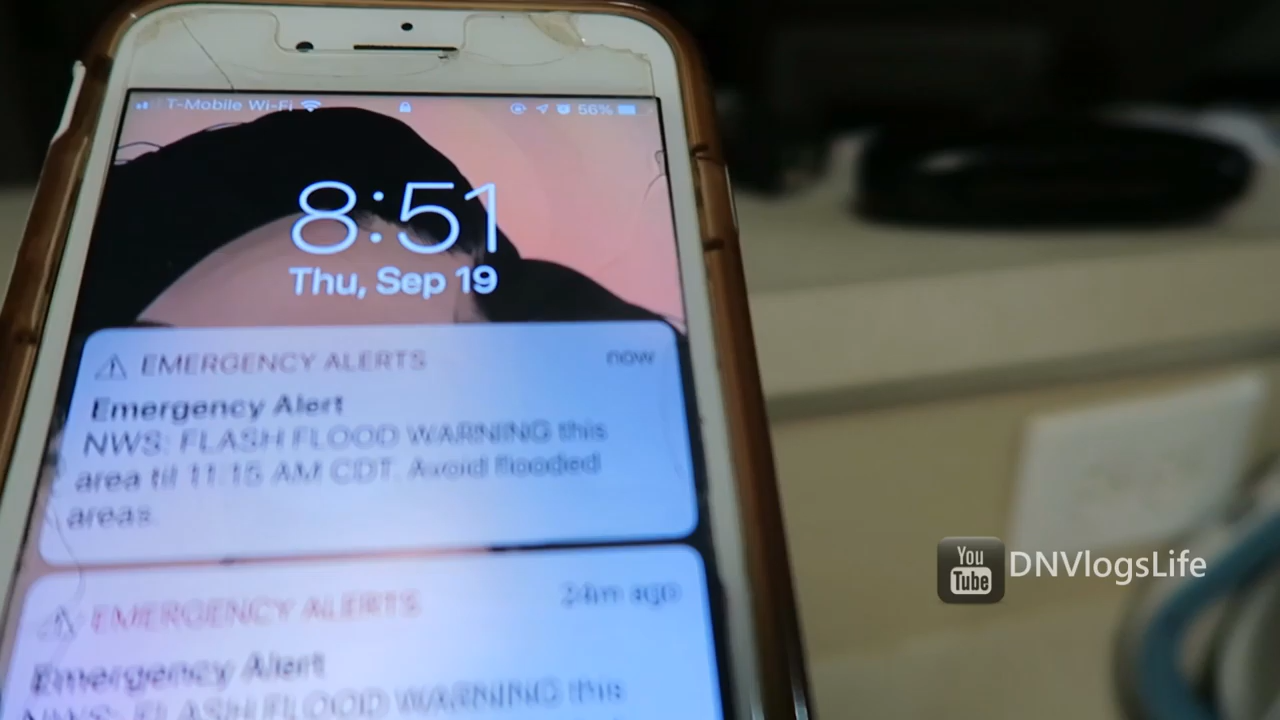 T-Mobile Wi-Fi 56%
8:51
Thu, Sep 19
EMERGENCY ALERTS now
Emergency Alert
NWS: FLASH FLOOD WARNING this
area til 11:15 AM CDT. Avoid flooded
areas.
EMERGENCY ALERTS 24m ago
Emergency Alert
NWS: FLASH FLOOD WARNING this
You
Tube
DNVlogsLife